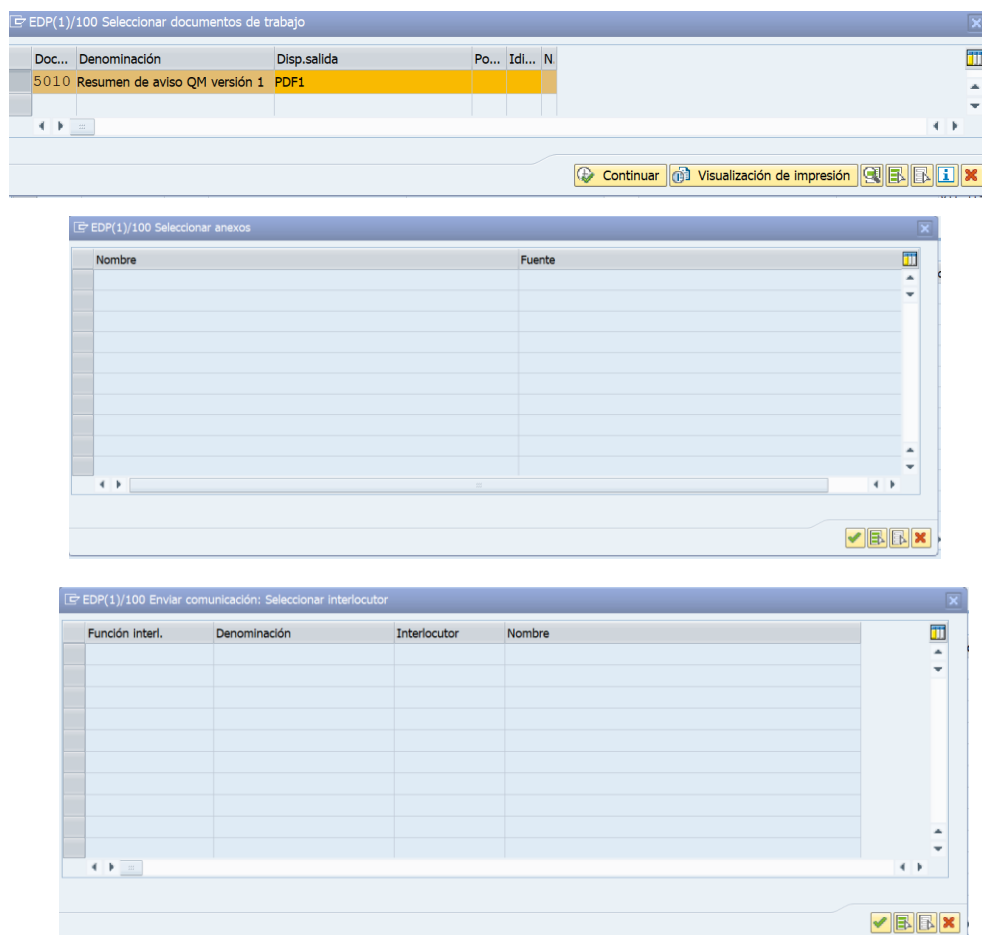 EDP(1)/100 Seleccionar documentos de trabajo
Doc... Denominación Disp.salida Po... Idi... N.
5010 Resumen de aviso QM versión 1 PDF1
Continuar Visualización de impresión
EDP(1)/100 Seleccionar anexos
Nombre Fuente
EDP(1)/100 Enviar comunicación: Seleccionar interlocutor
Función interl. Denominación Interlocutor Nombre